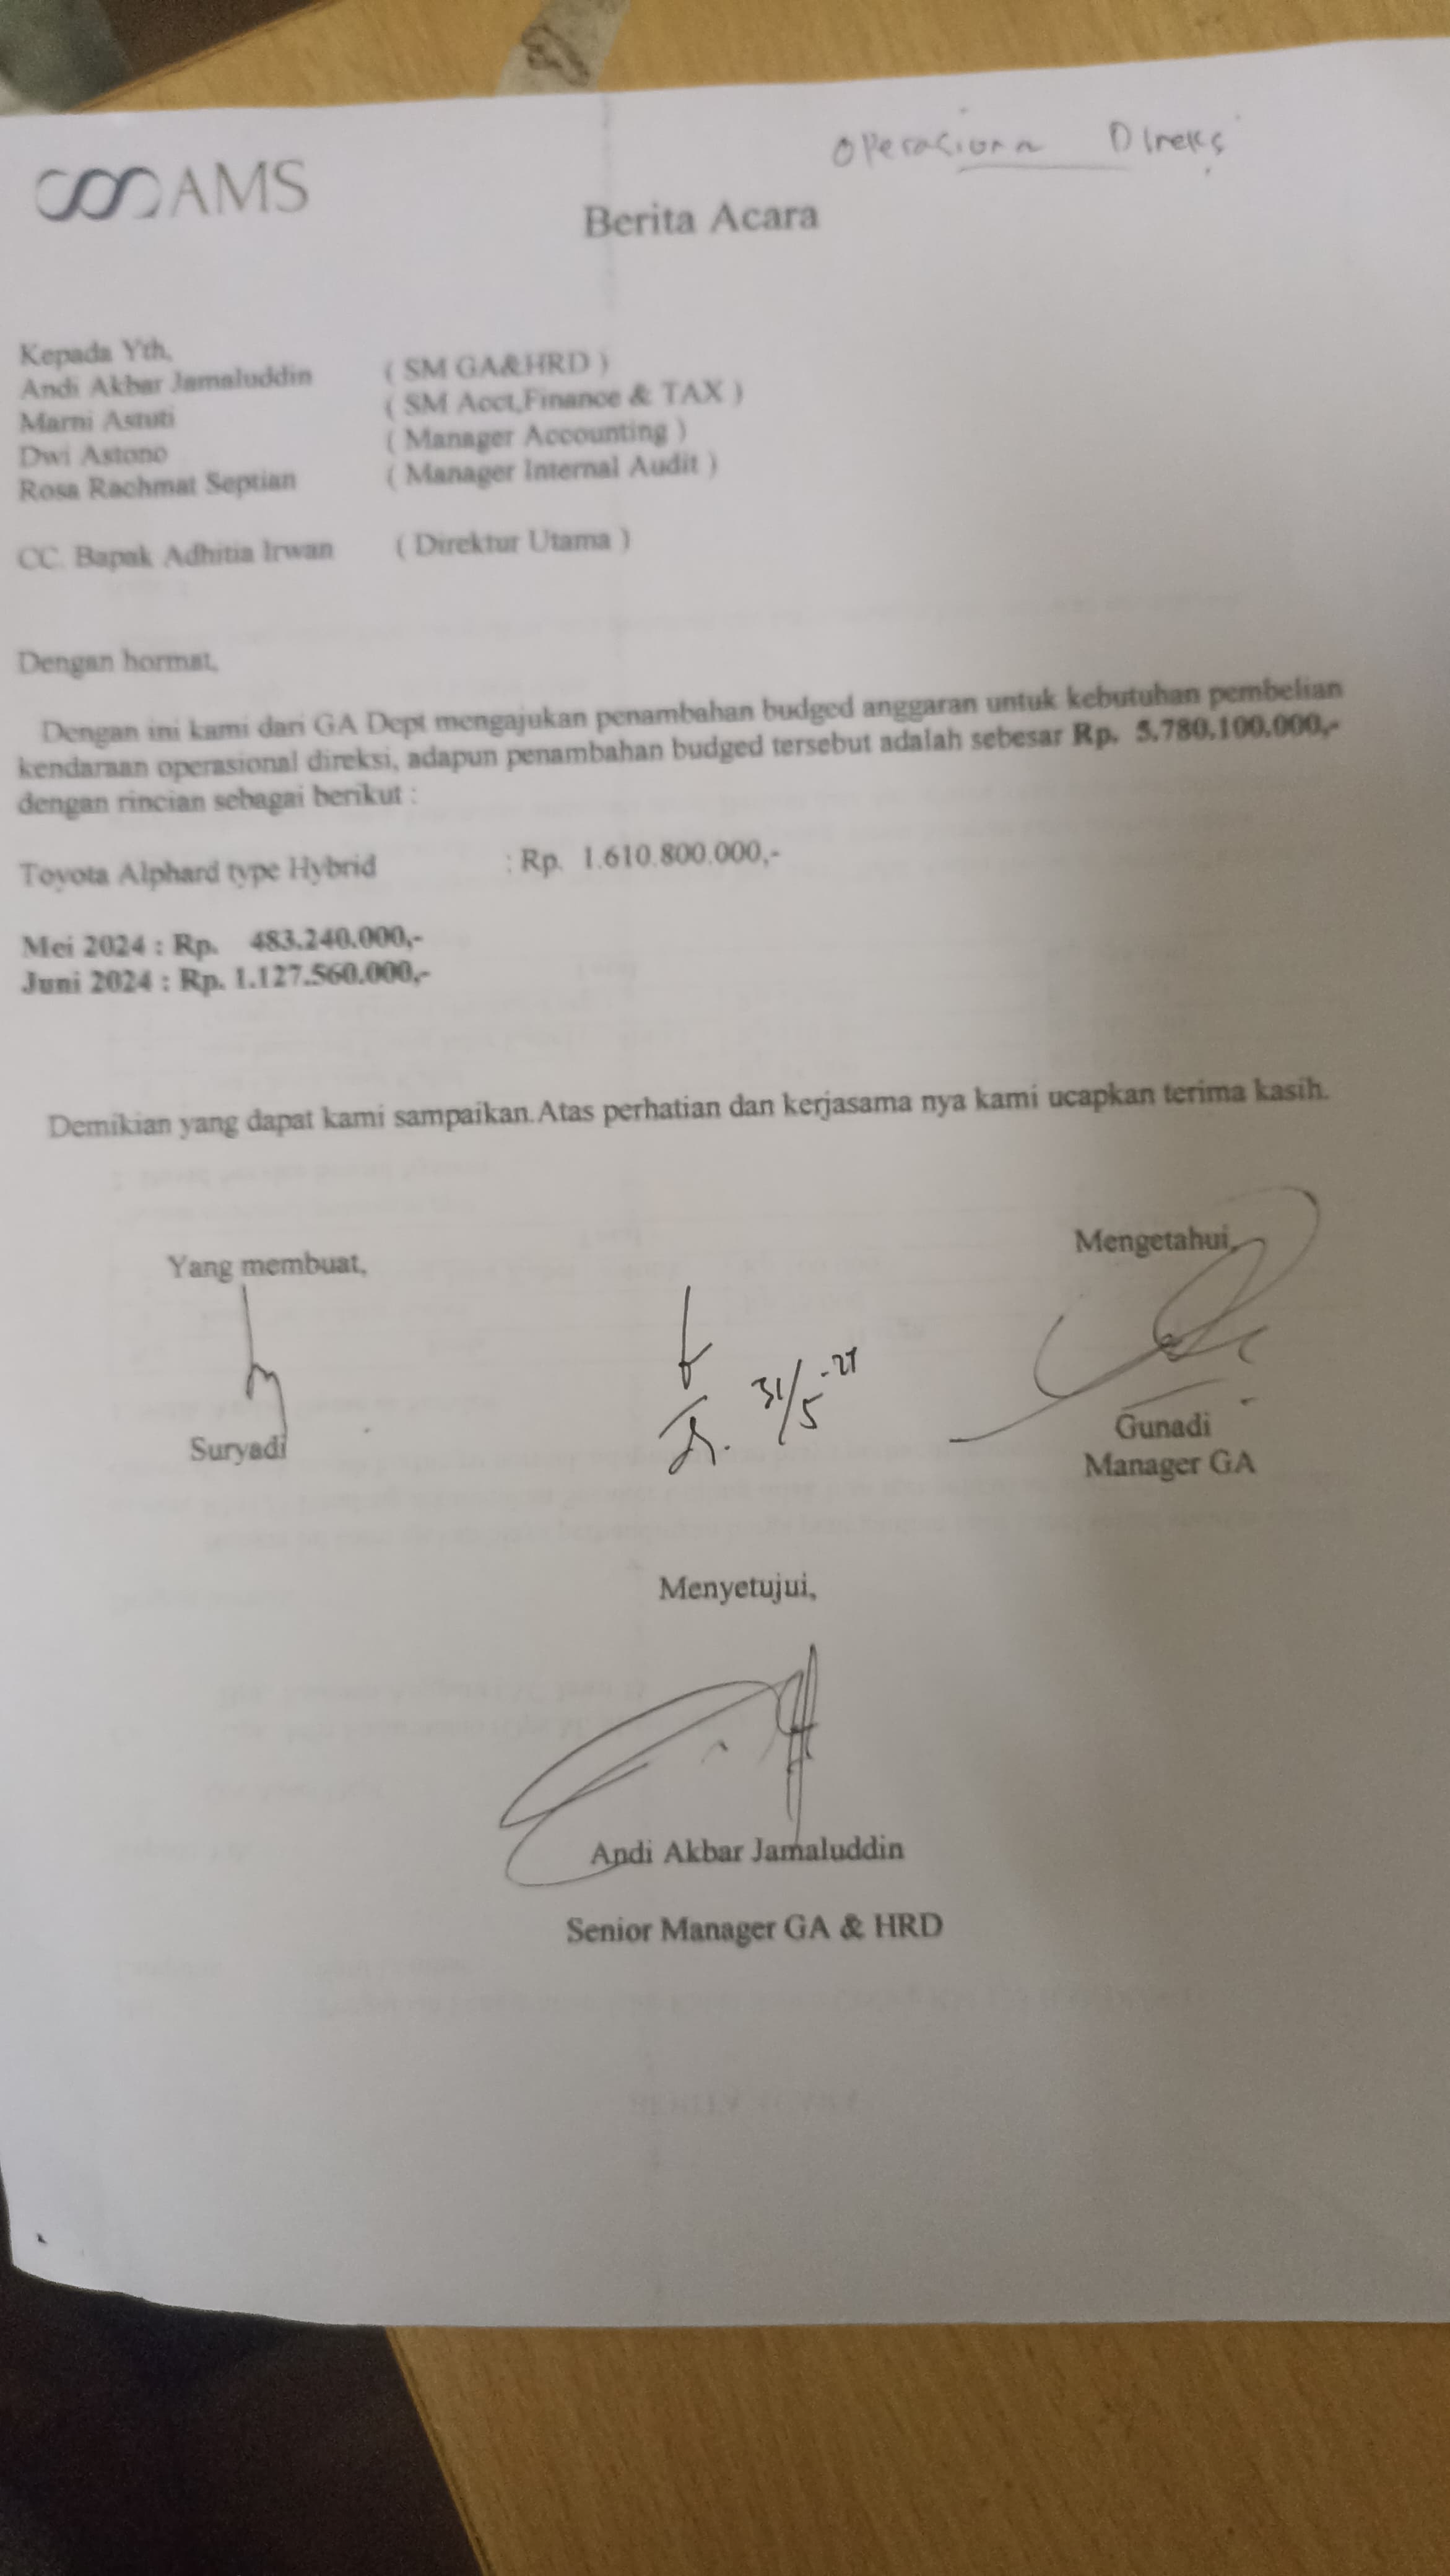 Operasiona Direksi
AMS
Berita Acara
Kepada Yth,
Andi Akbar Jamaluddin ( SM GA&HRD )
Marni Astuti ( SM Acct,Finance & TAX )
Dwi Astono ( Manager Accounting )
Rosa Rachmat Septian ( Manager Internal Audit )
CC. Bapak Adhitia Irwan ( Direktur Utama )
Dengan hormat,
Dengan ini kami dari GA Dept mengajukan penambahan budged anggaran untuk kebutuhan pembelian
kendaraan operasional direksi, adapun penambahan budged tersebut adalah sebesar Rp. 5.780.100.000,-
dengan rincian sebagai berikut :
Toyota Alphard type Hybrid : Rp. 1.610.800.000,-
Mei 2024 : Rp. 483.240.000,-
Juni 2024 : Rp. 1.127.560.000,-
Demikian yang dapat kami sampaikan.Atas perhatian dan kerjasama nya kami ucapkan terima kasih.
Yang membuat,
Mengetahui,
31/5
Suryadi
Gunadi
Manager GA
Menyetujui,
Andi Akbar Jamaluddin
Senior Manager GA & HRD